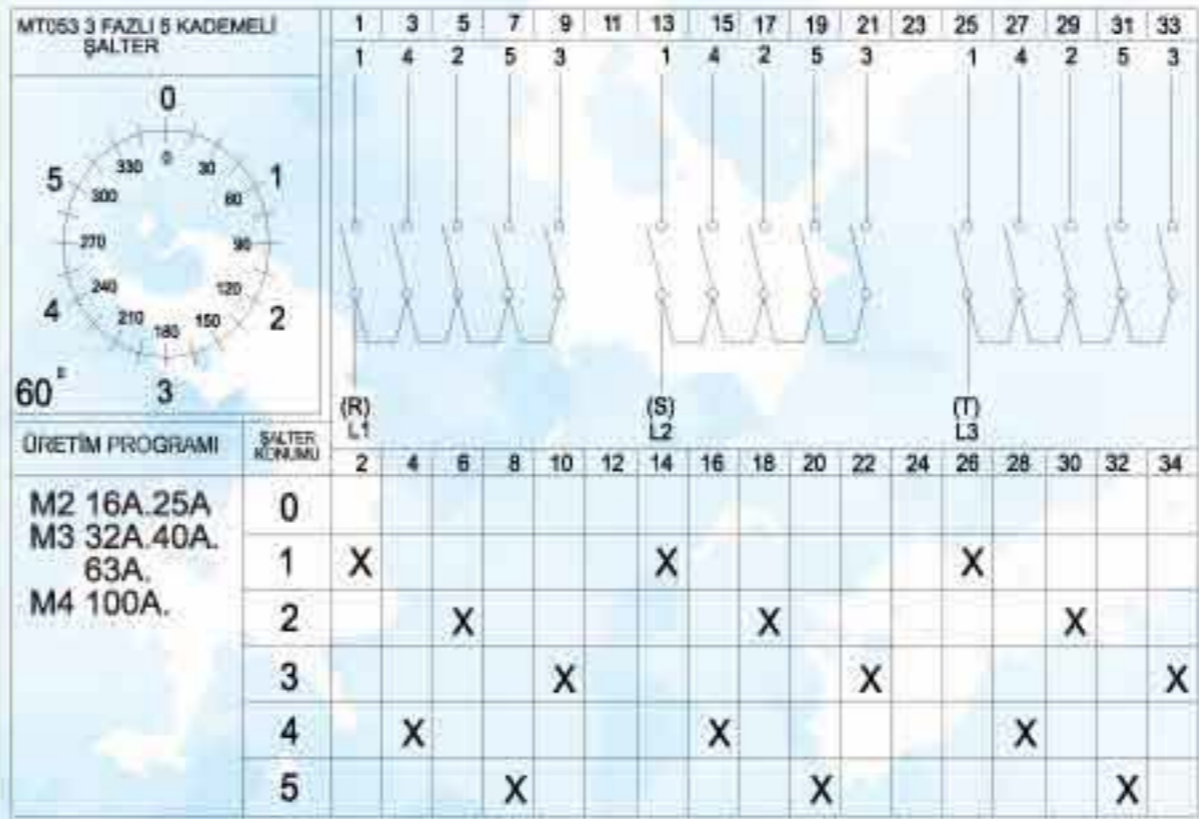 MT053 3 FAZLI 5 KADEMELİ
ŞALTER
1 3 5 7 9 11 13 15 17 19 21 23 25 27 29 31 33
1 4 2 5 3 1 4 2 5 3 1 4 2 5 3
0
1
2
3
4
5
0 30 60 90 120 150 180 210 240 270 300 330
60
(R) (S) (T)
L1 L2 L3
ÜRETİM PROGRAMI
ŞALTER
KONUMU
2 4 6 8 10 12 14 16 18 20 22 24 26 28 30 32 34
M2 16A.25A
M3 32A.40A.
63A.
M4 100A.
0
1 X X X
2 X X X
3 X X X
4 X X X
5 X X X